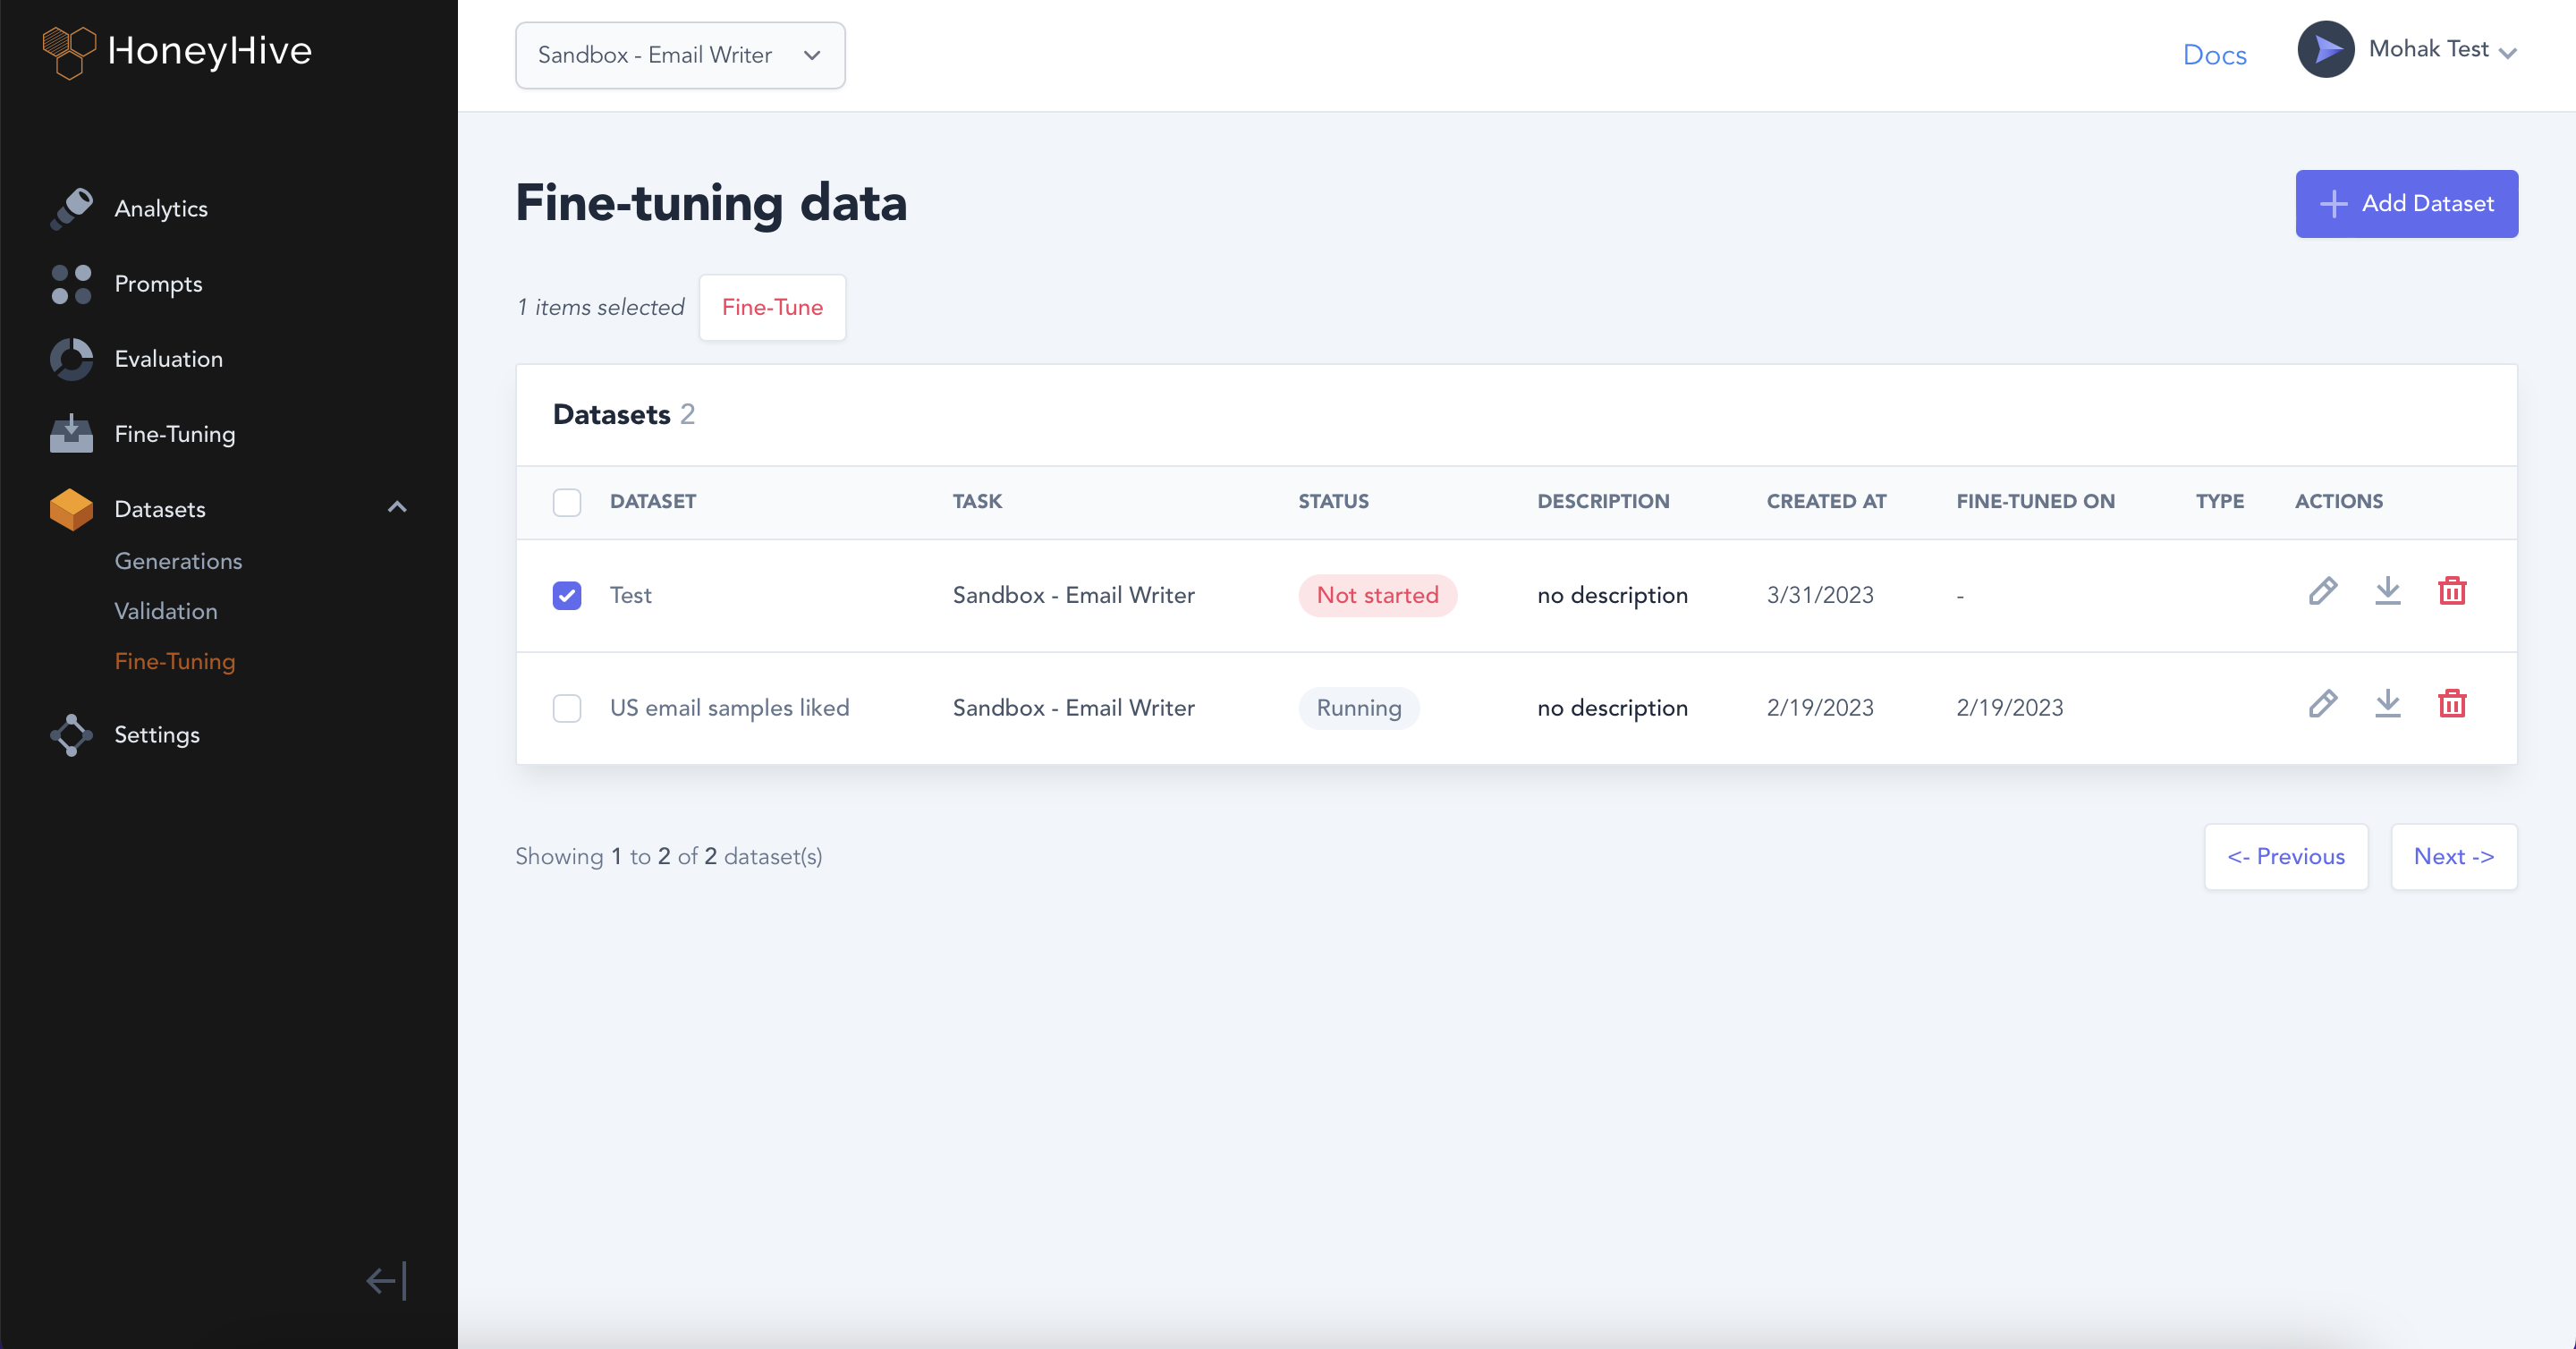 HoneyHive
Sandbox - Email Writer
Docs
Mohak Test
Analytics
Prompts
Evaluation
Fine-Tuning
Datasets
Generations
Validation
Fine-Tuning
Settings
Fine-tuning data
Add Dataset
1 items selected
Fine-Tune
Datasets 2
DATASET TASK STATUS DESCRIPTION CREATED AT FINE-TUNED ON TYPE ACTIONS
Test Sandbox - Email Writer Not started no description 3/31/2023 -
US email samples liked Sandbox - Email Writer Running no description 2/19/2023 2/19/2023
Showing 1 to 2 of 2 dataset(s)
<- Previous
Next ->